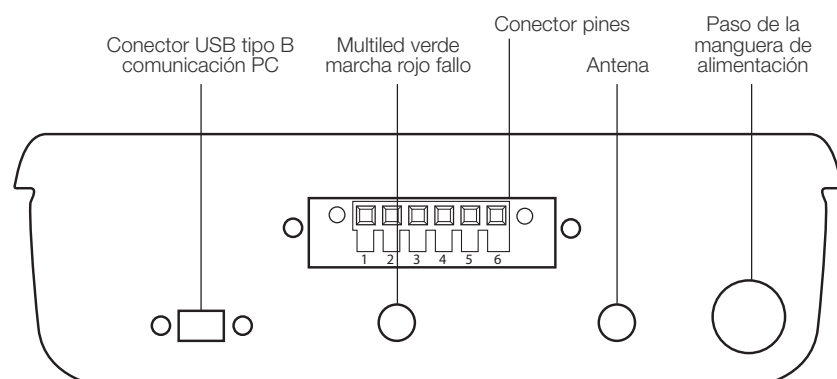 Conector USB tipo B
comunicación PC
Multiled verde
marcha rojo fallo
Conector pines
Antena
Paso de la
manguera de
alimentación
1 2 3 4 5 6